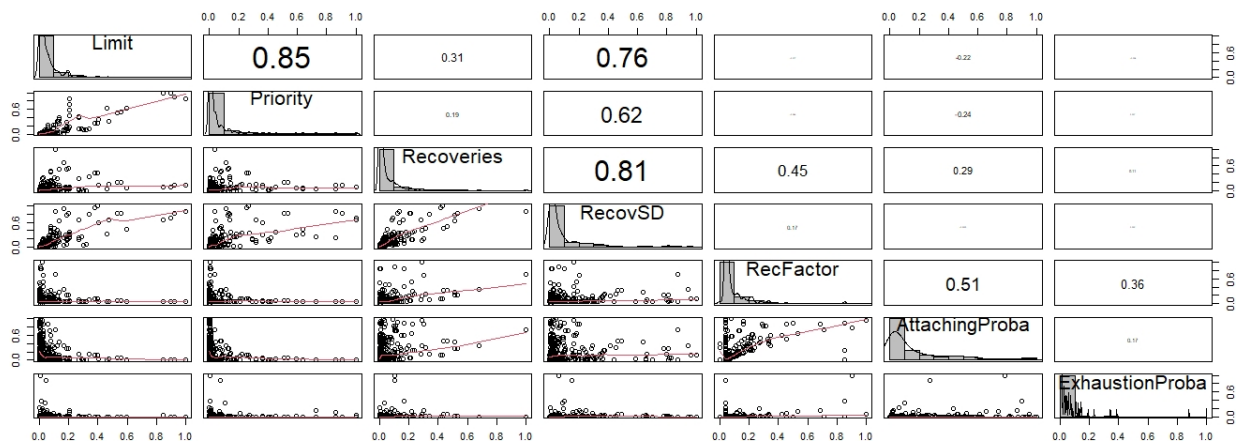 0.0 0.2 0.4 0.6 0.8 1.0 0.0 0.2 0.4 0.6 0.8 1.0 0.0 0.2 0.4 0.6 0.8 1.0
Limit 0.85 0.31 0.76 -0.22 0.0 0.6
0.0 0.6 Priority 0.19 0.62 -0.24
Recoveries 0.81 0.45 0.29 0.11 0.0 0.6
0.0 0.6 RecovSD 0.17
RecFactor 0.51 0.36 0.0 0.6
0.0 0.6 AttachingProba 0.17
ExhaustionProba 0.0 0.6
0.0 0.2 0.4 0.6 0.8 1.0 0.0 0.2 0.4 0.6 0.8 1.0 0.0 0.2 0.4 0.6 0.8 1.0 0.0 0.2 0.4 0.6 0.8 1.0